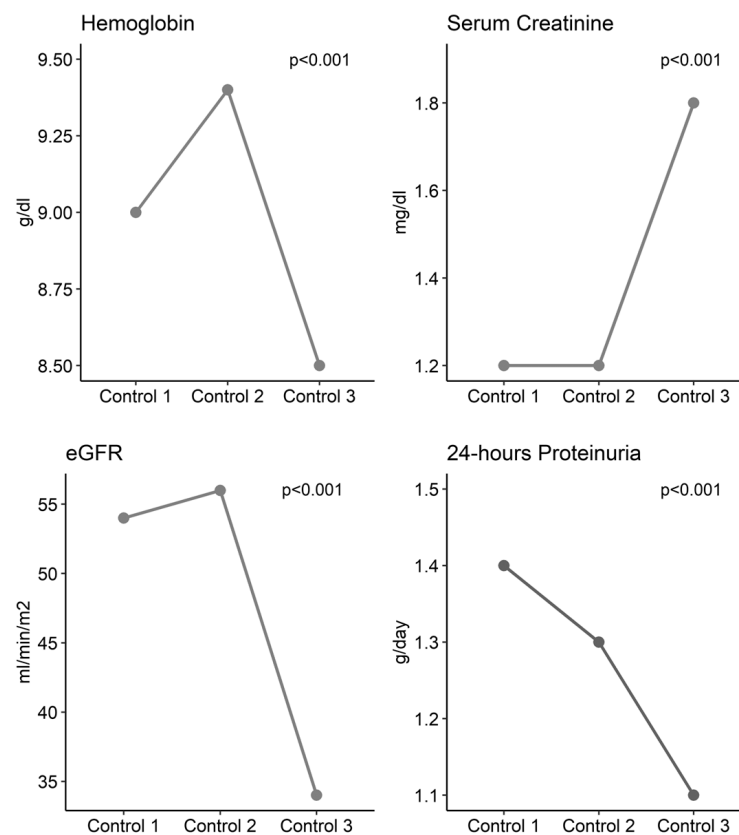 Hemoglobin
p<0.001
9.50
9.25
9.00
8.75
8.50
g/dl
Control 1 Control 2 Control 3
Serum Creatinine
p<0.001
1.8
1.6
1.4
1.2
mg/dl
Control 1 Control 2 Control 3
eGFR
p<0.001
55
50
45
40
35
ml/min/m2
Control 1 Control 2 Control 3
24-hours Proteinuria
p<0.001
1.5
1.4
1.3
1.2
1.1
g/day
Control 1 Control 2 Control 3